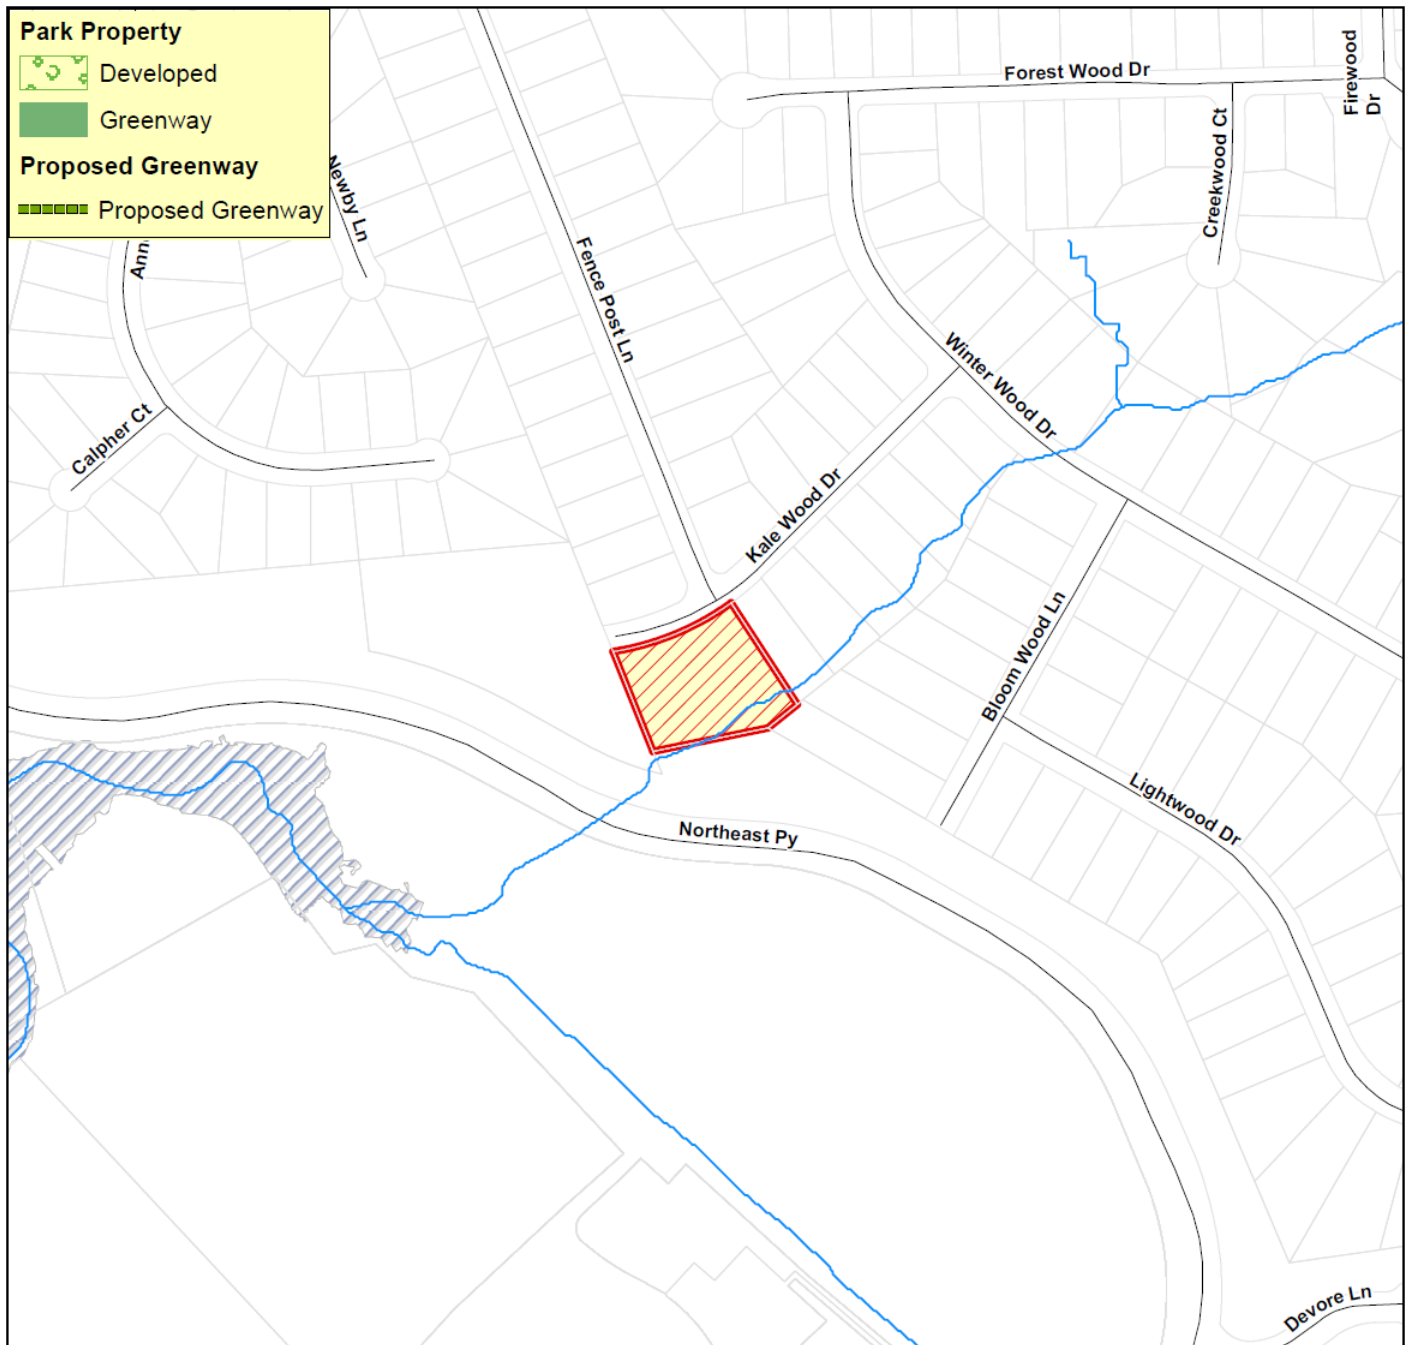 Park Property
Developed
Greenway
Proposed Greenway
Proposed Greenway
Forest Wood Dr
Firewood
Dr
Creekwood Ct
Newby Ln
Ann
Fence Post Ln
Winter Wood Dr
Calpher Ct
Kale Wood Dr
Bloom Wood Ln
Lightwood Dr
Northeast Py
Devore Ln